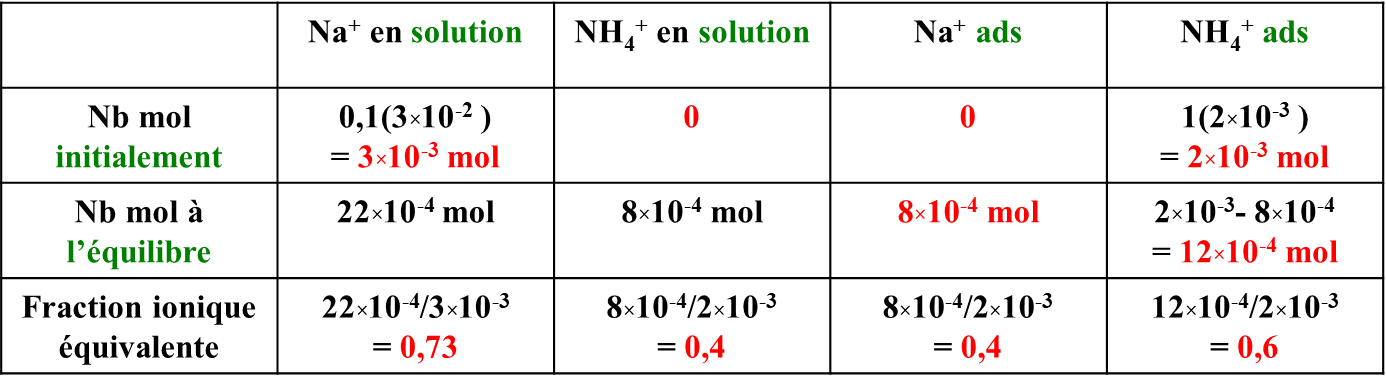 Na⁺ en solution
NH₄⁺ en solution
Na⁺ ads
NH₄⁺ ads
Nb mol
initialement
0,1(3×10⁻² )
= 3×10⁻³ mol
0
0
1(2×10⁻³ )
= 2×10⁻³ mol
Nb mol à
l’équilibre
22×10⁻⁴ mol
8×10⁻⁴ mol
8×10⁻⁴ mol
2×10⁻³- 8×10⁻⁴
= 12×10⁻⁴ mol
Fraction ionique
équivalente
22×10⁻⁴/3×10⁻³
= 0,73
8×10⁻⁴/2×10⁻³
= 0,4
8×10⁻⁴/2×10⁻³
= 0,4
12×10⁻⁴/2×10⁻³
= 0,6